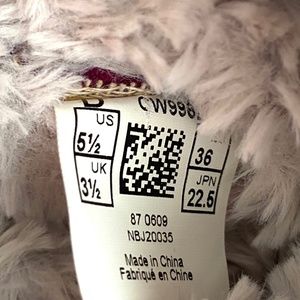 B CW998
US
5½
36
UK
3½
JPN
22.5
87 0609
NBJ20035
Made in China
Fabriqué en Chine